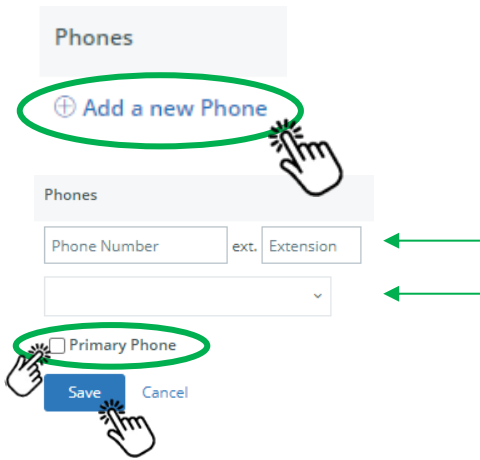 Phones
Add a new Phone
Phones
Phone Number ext. Extension
Primary Phone
Save Cancel